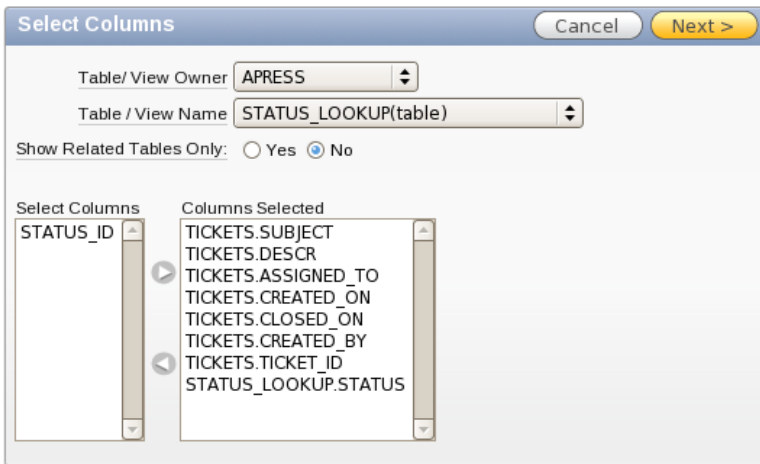 Select Columns
Cancel
Next >
Table/ View Owner APRESS
Table / View Name STATUS_LOOKUP(table)
Show Related Tables Only: Yes No
Select Columns Columns Selected
STATUS_ID TICKETS.SUBJECT
TICKETS.DESCR
TICKETS.ASSIGNED_TO
TICKETS.CREATED_ON
TICKETS.CLOSED_ON
TICKETS.CREATED_BY
TICKETS.TICKET_ID
STATUS_LOOKUP.STATUS